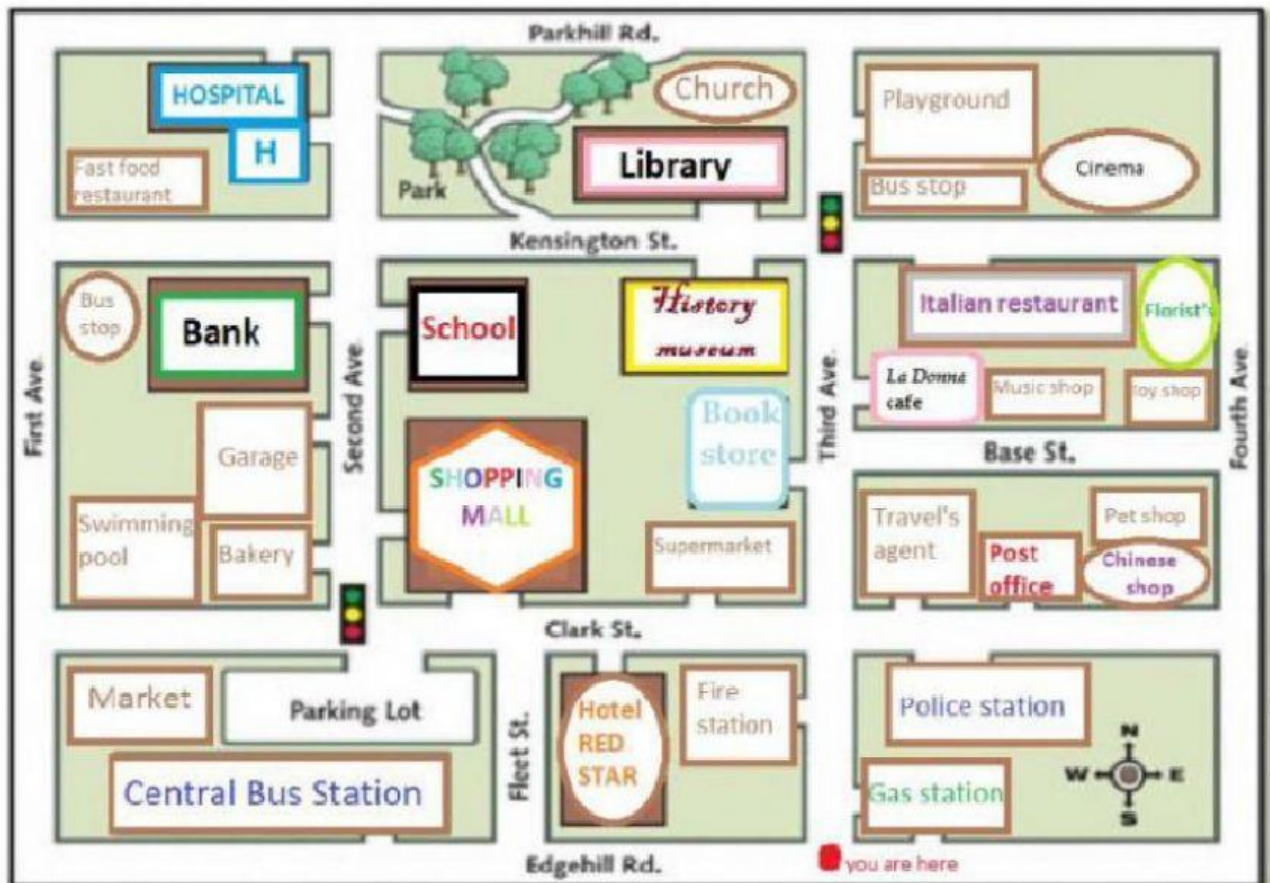 Parkhill Rd.
HOSPITAL
H
Fast food
restaurant
Park
Church
Library
Playground
Bus stop
Cinema
Kensington St.
Bus
stop
Bank
School
History
museum
Italian restaurant
Florist's
La Donna
cafe
Music shop
Toy shop
First Ave.
Second Ave.
Third Ave.
Fourth Ave.
Garage
Swimming
pool
Bakery
SHOPPING
MALL
Book
store
Supermarket
Base St.
Travel's
agent
Post
office
Pet shop
Chinese
shop
Clark St.
Market
Parking Lot
Central Bus Station
Fleet St.
Hotel
RED
STAR
Fire
station
Police station
Gas station
N
W
E
S
Edgehill Rd.
you are here